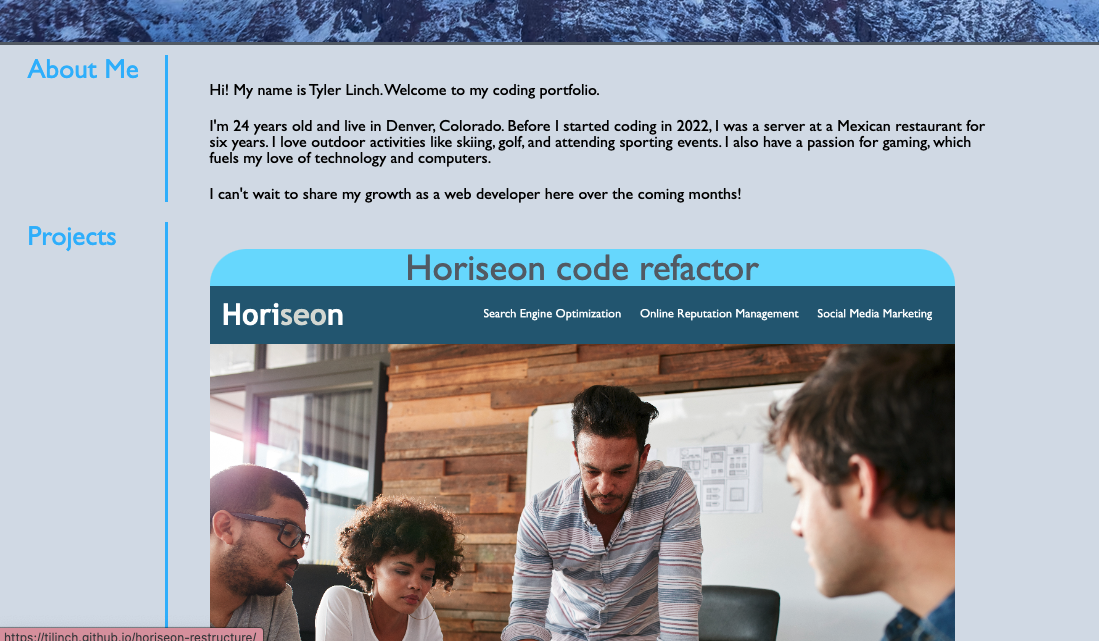 About Me
Hi! My name is Tyler Linch. Welcome to my coding portfolio.
I'm 24 years old and live in Denver, Colorado. Before I started coding in 2022, I was a server at a Mexican restaurant for
six years. I love outdoor activities like skiing, golf, and attending sporting events. I also have a passion for gaming, which
fuels my love of technology and computers.
I can't wait to share my growth as a web developer here over the coming months!
Projects
Horiseon code refactor
Horiseon
Search Engine Optimization
Online Reputation Management
Social Media Marketing
https://tjlinch.github.io/horiseon-restructure/